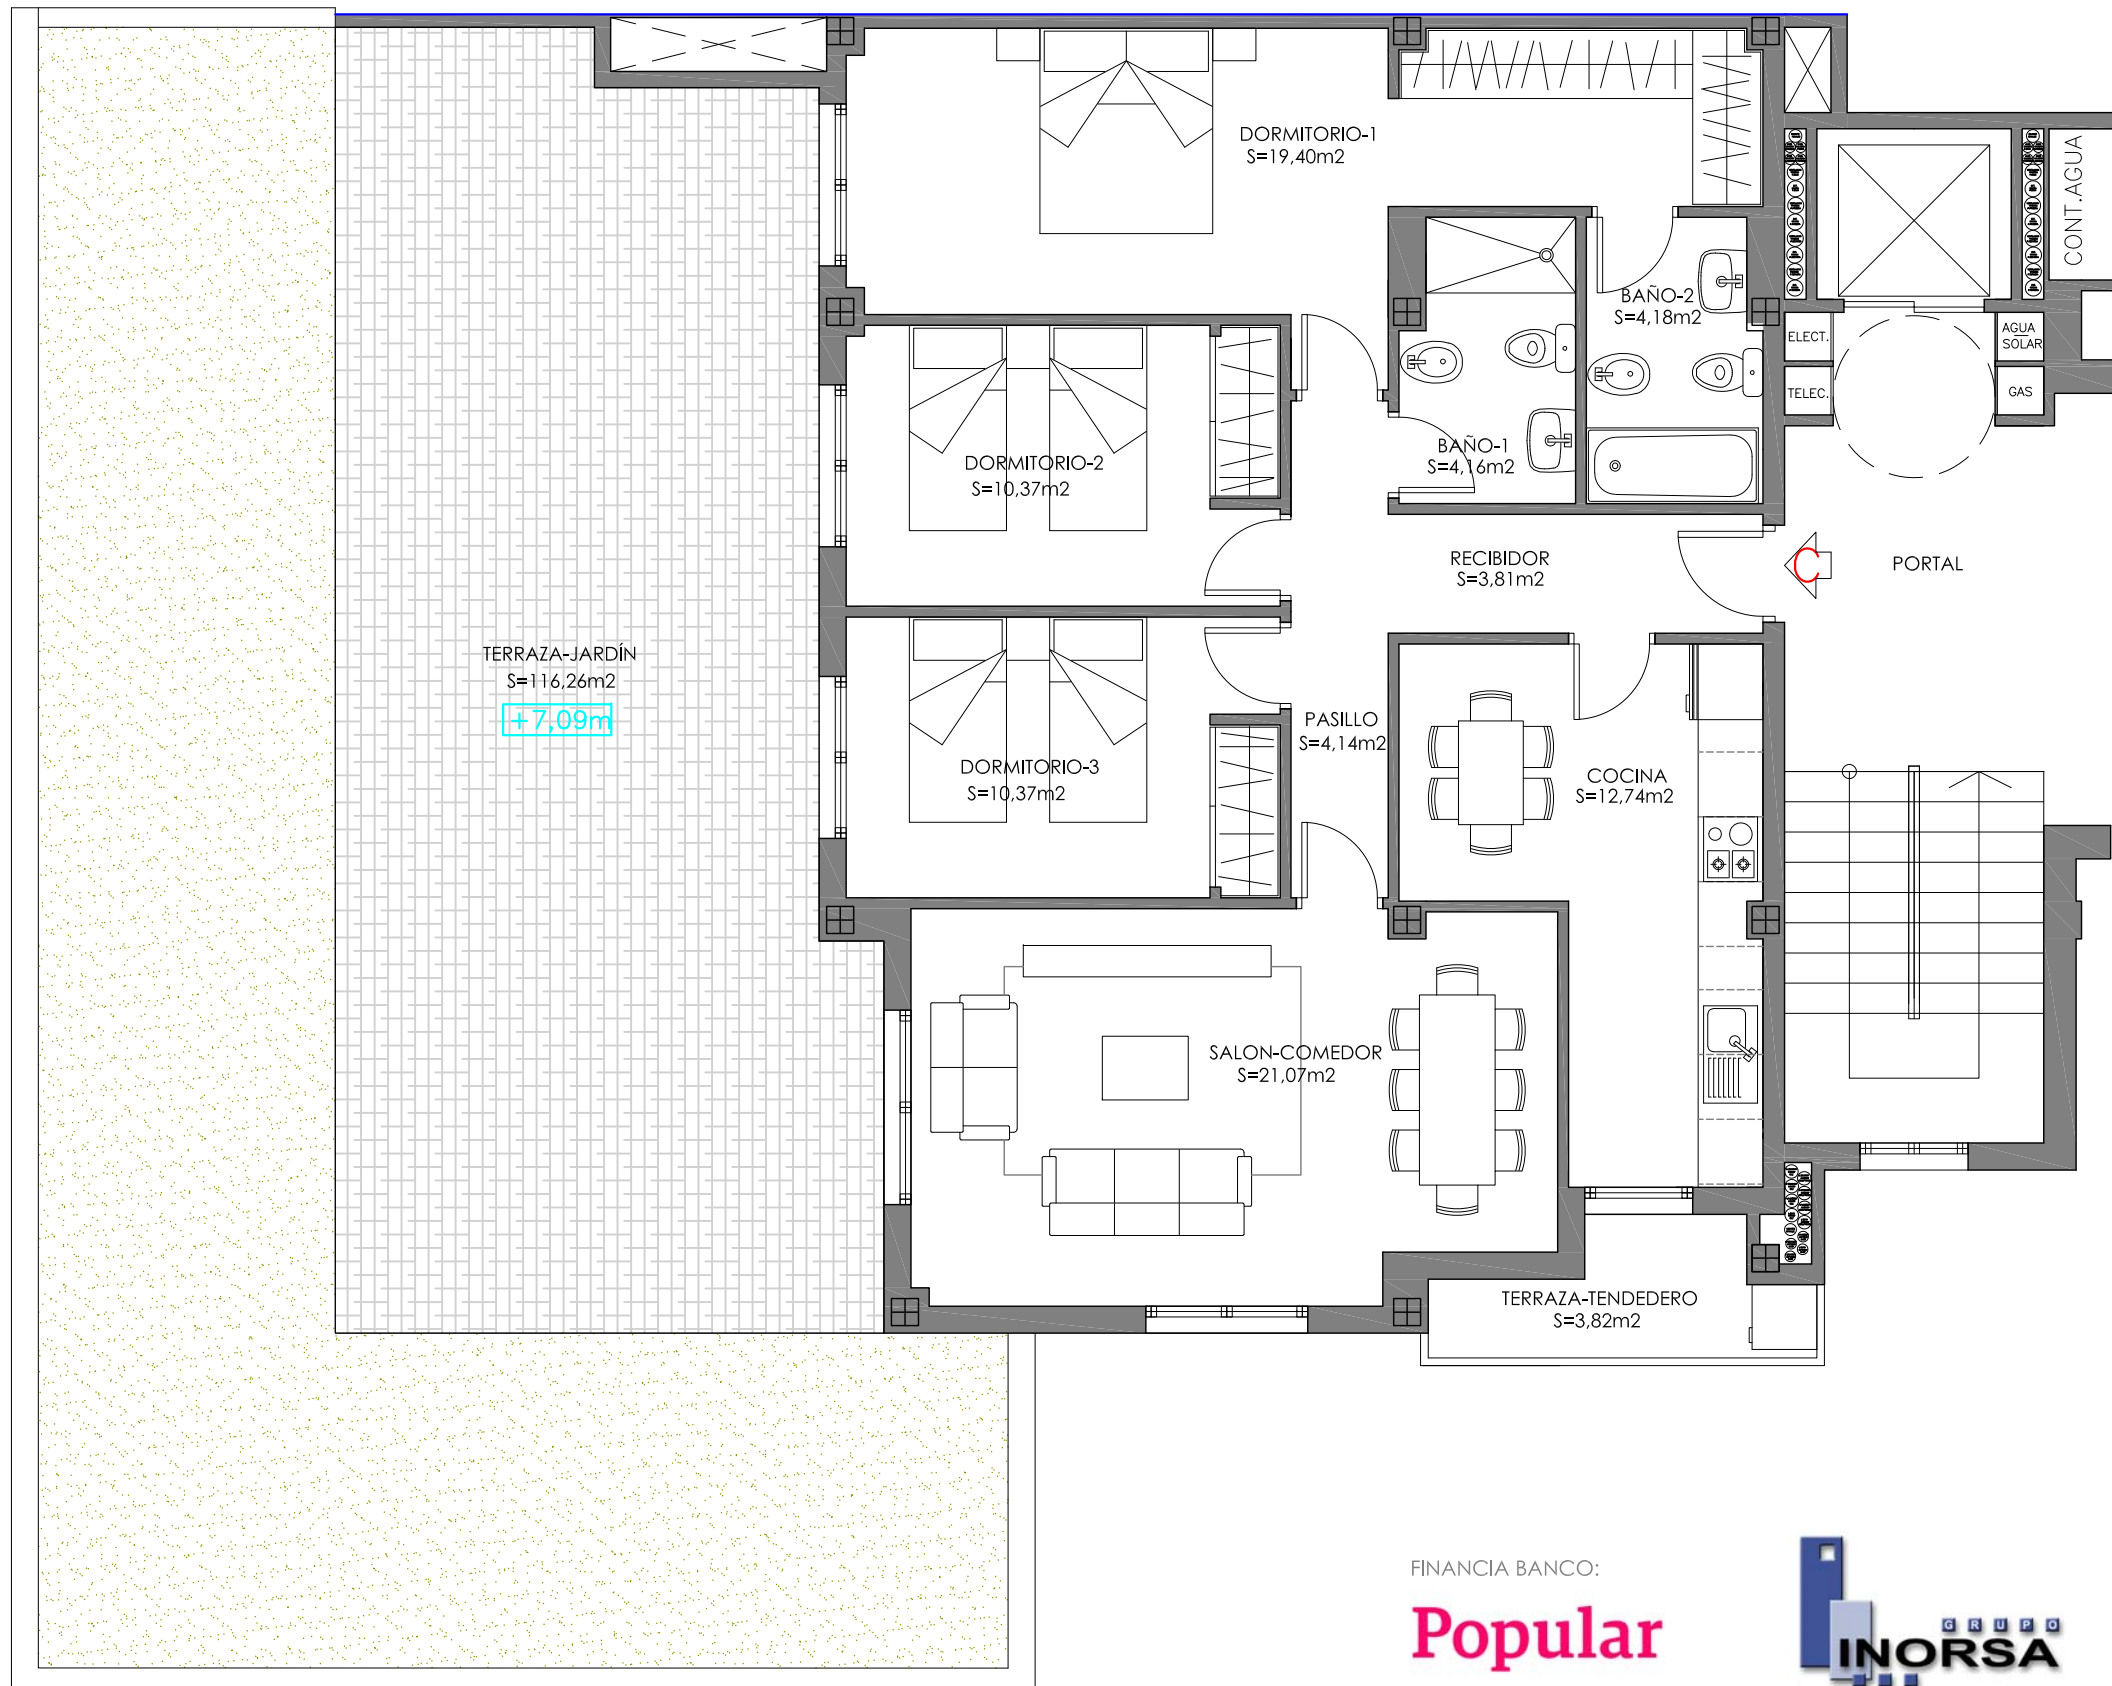 DORMITORIO-1
S=19,40m2
CONT.AGUA
BAÑO-2
S=4,18m2
ELECT.
AGUA
SOLAR
TELEC.
GAS
BAÑO-1
S=4,16m2
DORMITORIO-2
S=10,37m2
RECIBIDOR
S=3,81m2
C
PORTAL
TERRAZA-JARDÍN
S=116,26m2
+7,09m
PASILLO
S=4,14m2
DORMITORIO-3
S=10,37m2
COCINA
S=12,74m2
SALON-COMEDOR
S=21,07m2
TERRAZA-TENDEDERO
S=3,82m2
FINANCIA BANCO:
Popular
GRUPO
INORSA